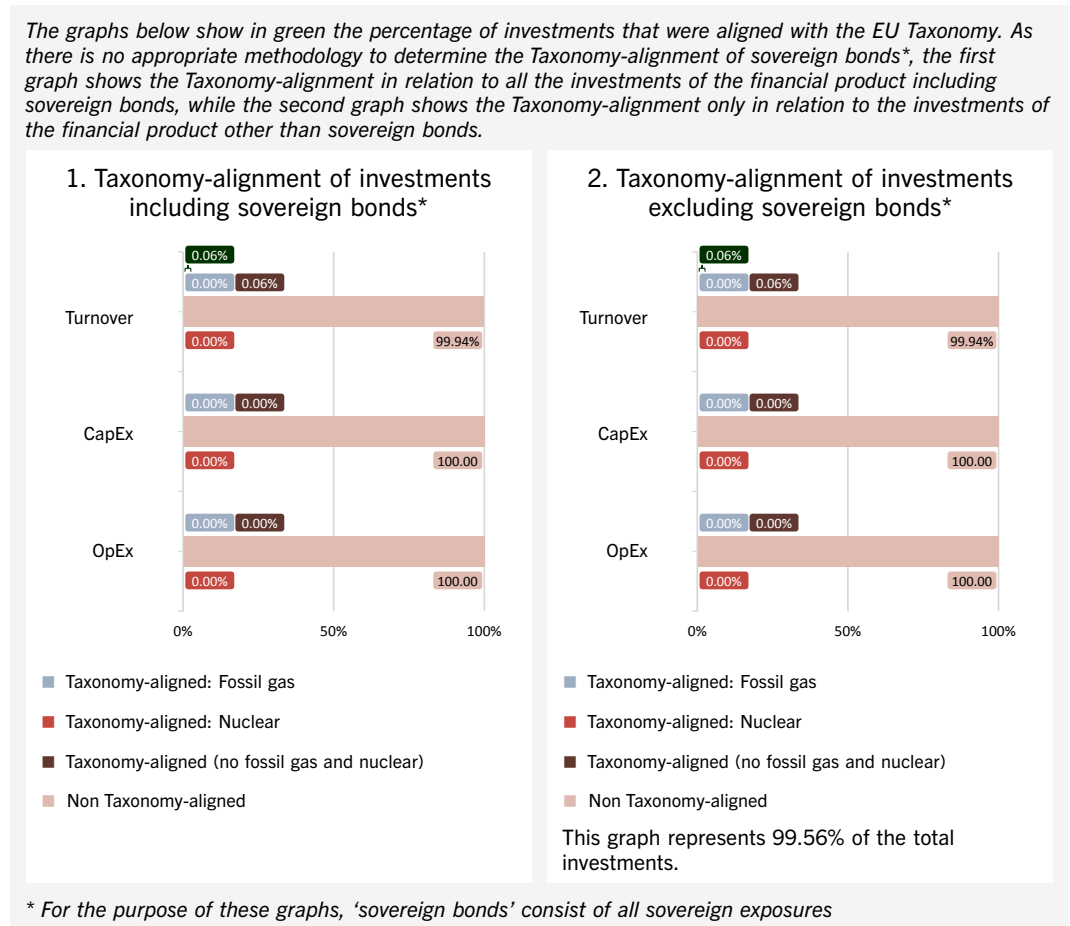 The graphs below show in green the percentage of investments that were aligned with the EU Taxonomy. As
there is no appropriate methodology to determine the Taxonomy-alignment of sovereign bonds*, the first
graph shows the Taxonomy-alignment in relation to all the investments of the financial product including
sovereign bonds, while the second graph shows the Taxonomy-alignment only in relation to the investments of
the financial product other than sovereign bonds.
1. Taxonomy-alignment of investments
including sovereign bonds*
0.06%
0.00% 0.06%
Turnover
0.00% 99.94%
0.00% 0.00%
CapEx
0.00% 100.00
0.00% 0.00%
OpEx
0.00% 100.00
0% 50% 100%
Taxonomy-aligned: Fossil gas
Taxonomy-aligned: Nuclear
Taxonomy-aligned (no fossil gas and nuclear)
Non Taxonomy-aligned
2. Taxonomy-alignment of investments
excluding sovereign bonds*
0.06%
0.00% 0.06%
Turnover
0.00% 99.94%
0.00% 0.00%
CapEx
0.00% 100.00
0.00% 0.00%
OpEx
0.00% 100.00
0% 50% 100%
Taxonomy-aligned: Fossil gas
Taxonomy-aligned: Nuclear
Taxonomy-aligned (no fossil gas and nuclear)
Non Taxonomy-aligned
This graph represents 99.56% of the total
investments.
* For the purpose of these graphs, ‘sovereign bonds’ consist of all sovereign exposures